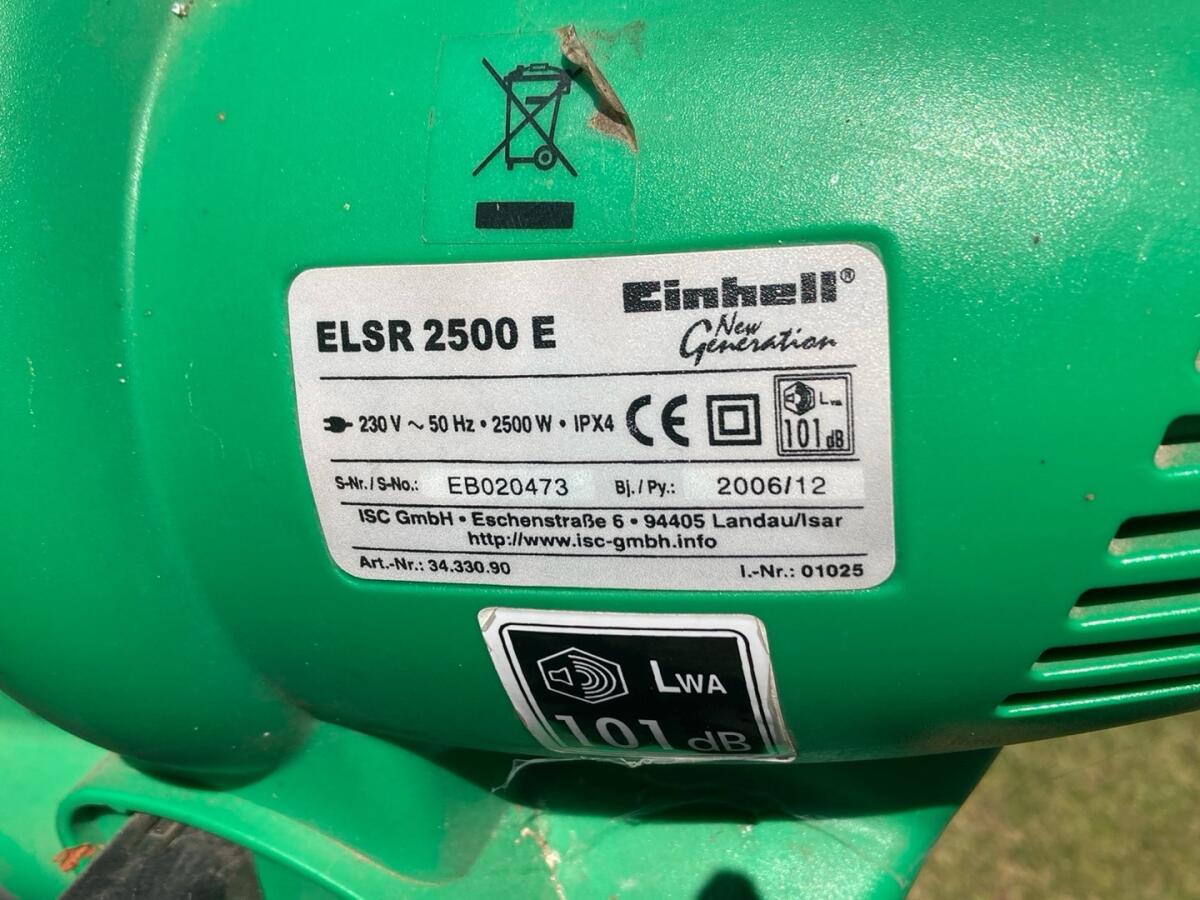 Einhell®
New Generation
ELSR 2500 E
230 V ~ 50 Hz • 2500 W • IPX4 CE LWA 101 dB
S-Nr. / S-No.: EB020473 Bj. / Py.: 2006/12
ISC GmbH • Eschenstraße 6 • 94405 Landau/Isar
http://www.isc-gmbh.info
Art.-Nr.: 34.330.90 I.-Nr.: 01025
LWA
101 dB